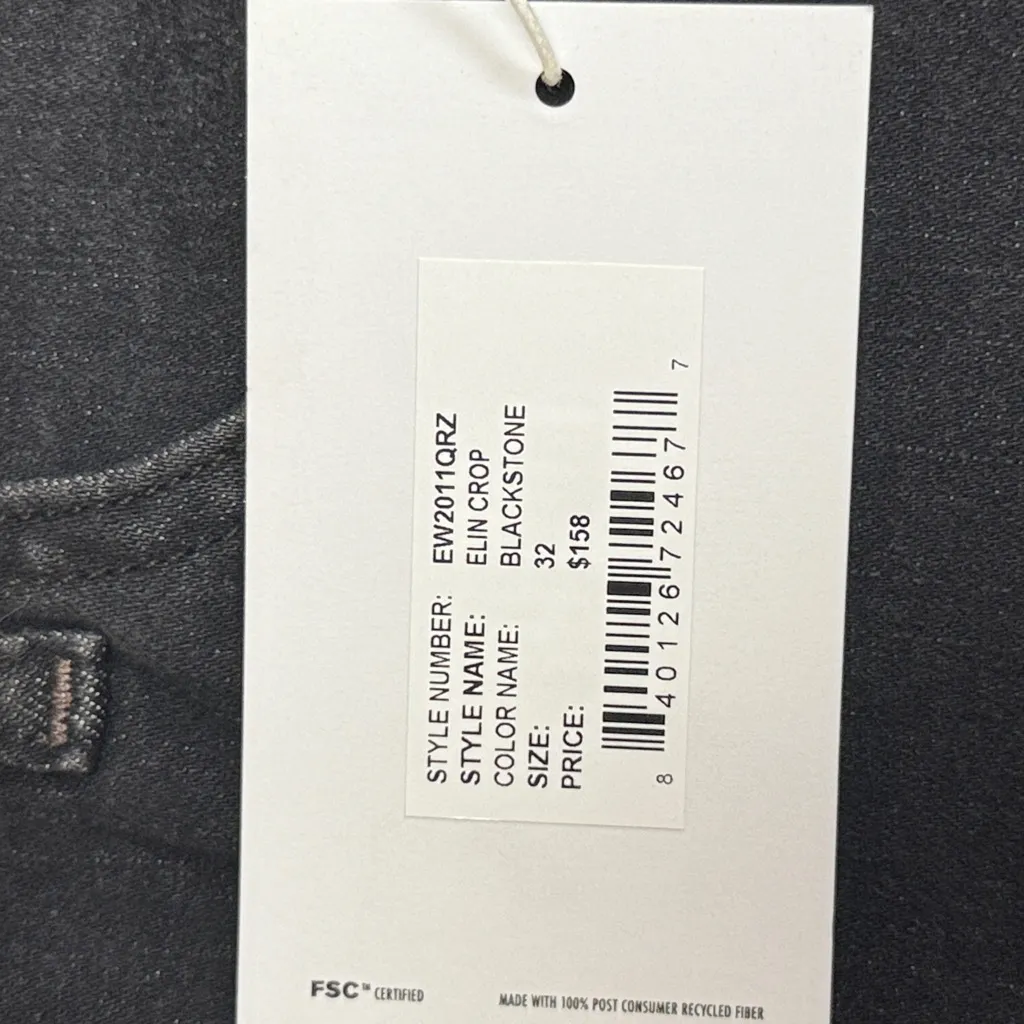 STYLE NUMBER: EW2011QRZ
STYLE NAME: ELIN CROP
COLOR NAME: BLACKSTONE
SIZE: 32
PRICE: $158
8 40126 72467 7
FSC™ CERTIFIED
MADE WITH 100% POST CONSUMER RECYCLED FIBER